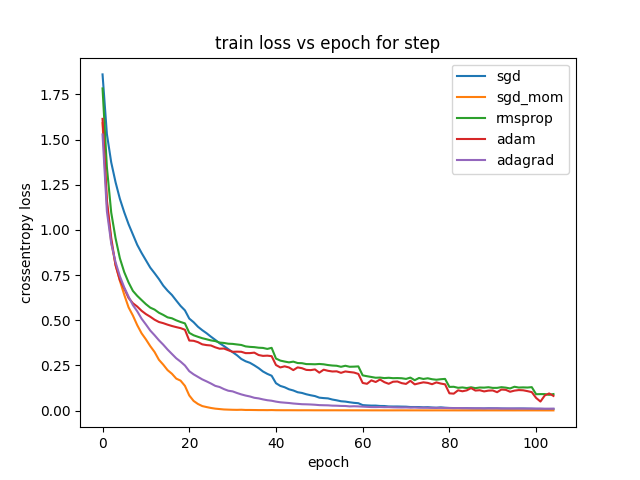 train loss vs epoch for step
crossentropy loss
1.75
1.50
1.25
1.00
0.75
0.50
0.25
0.00
sgd
sgd_mom
rmsprop
adam
adagrad
0 20 40 60 80 100
epoch